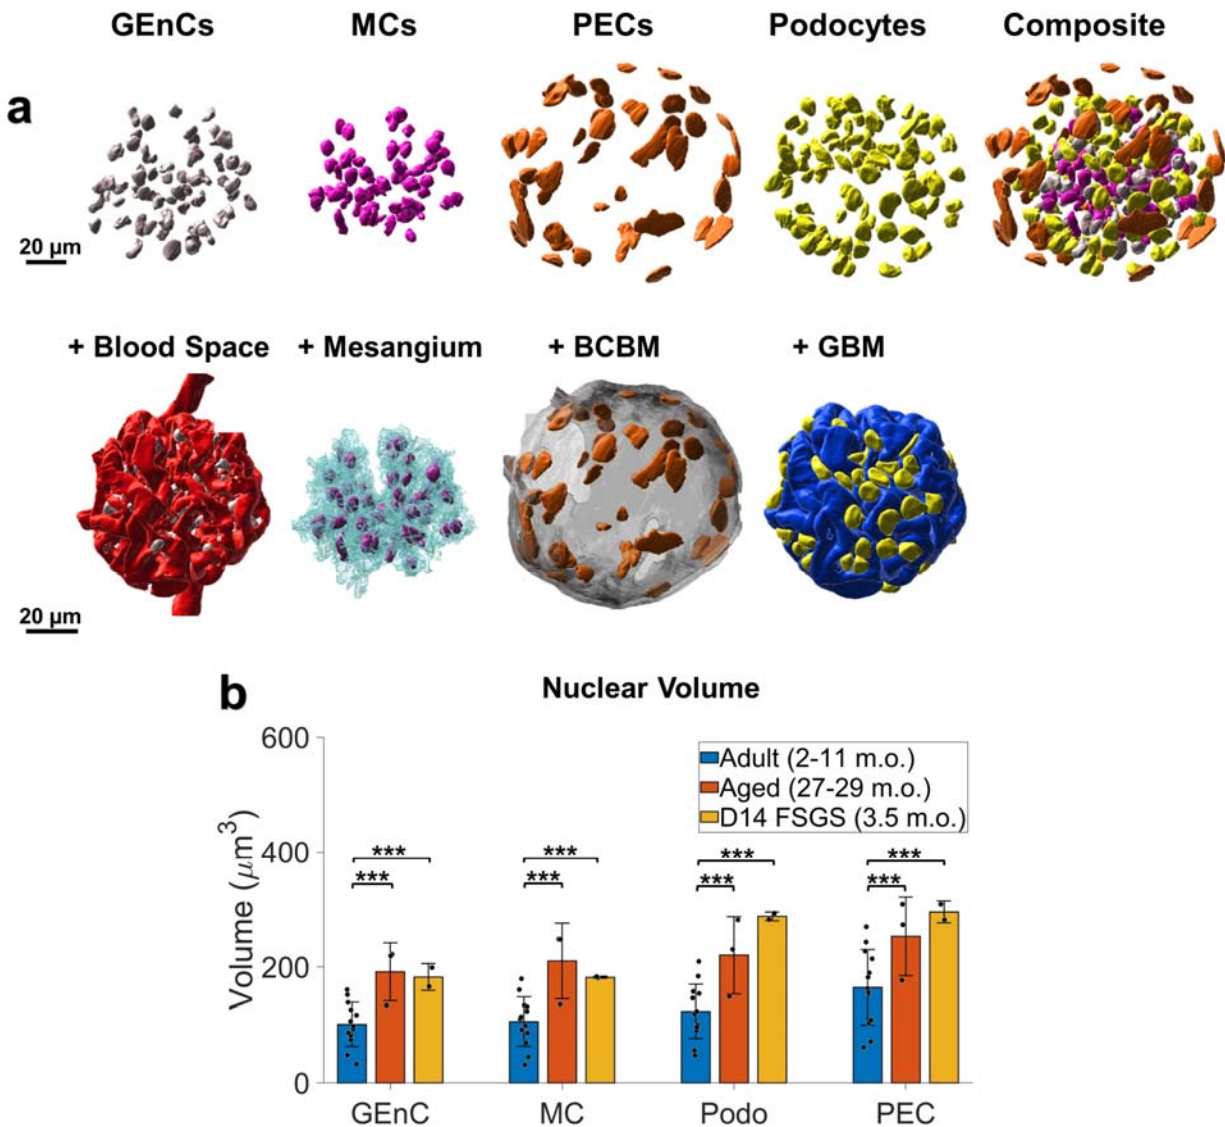 GEnCs MCs PECs Podocytes Composite
a
20 µm
+ Blood Space + Mesangium + BCBM + GBM
20 µm
b
Nuclear Volume
Adult (2-11 m.o.)
Aged (27-29 m.o.)
D14 FSGS (3.5 m.o.)
Volume (μm³)
600
400
200
0
*** *** *** ***
*** *** *** ***
GEnC MC Podo PEC